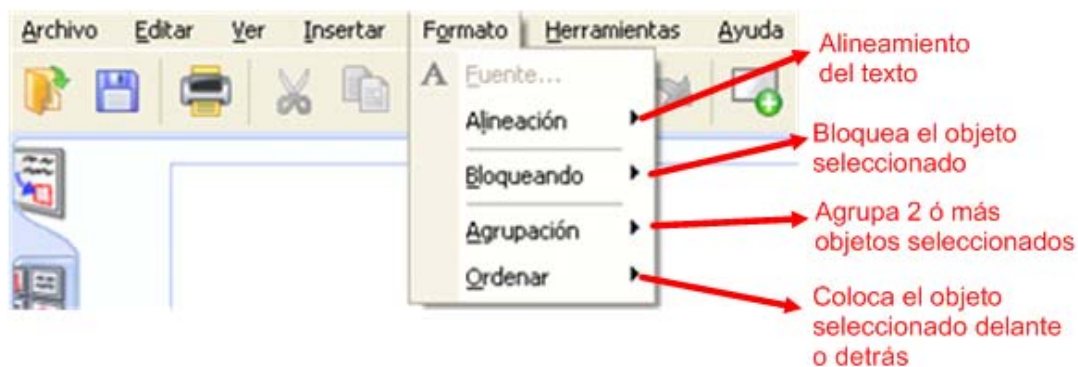 Archivo Editar Ver Insertar Formato Herramientas Ayuda
A Fuente...
Alineación
Bloqueando
Agrupación
Ordenar
Alineamiento
del texto
Bloquea el objeto
seleccionado
Agrupa 2 ó más
objetos seleccionados
Coloca el objeto
seleccionado delante
o detrás